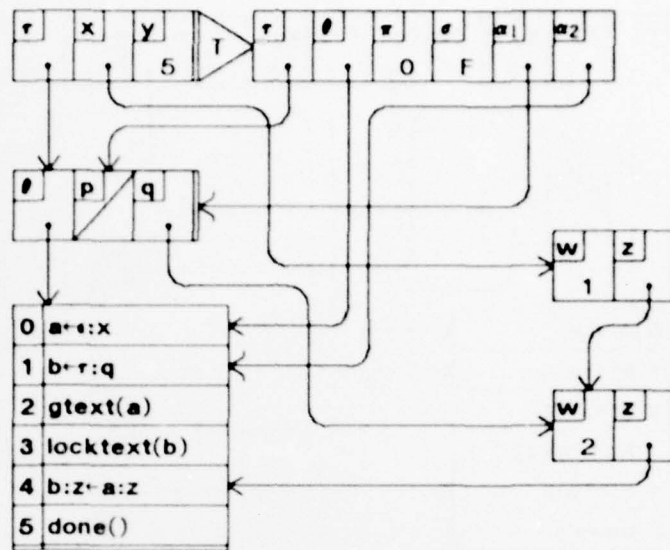 τ x y T τ θ π σ α1 α2
5 0 F
θ p q
w z
1
0 a←ε:x
1 b←τ:q
2 gtext(a)
w z
3 locktext(b)
2
4 b:z←a:z
5 done()